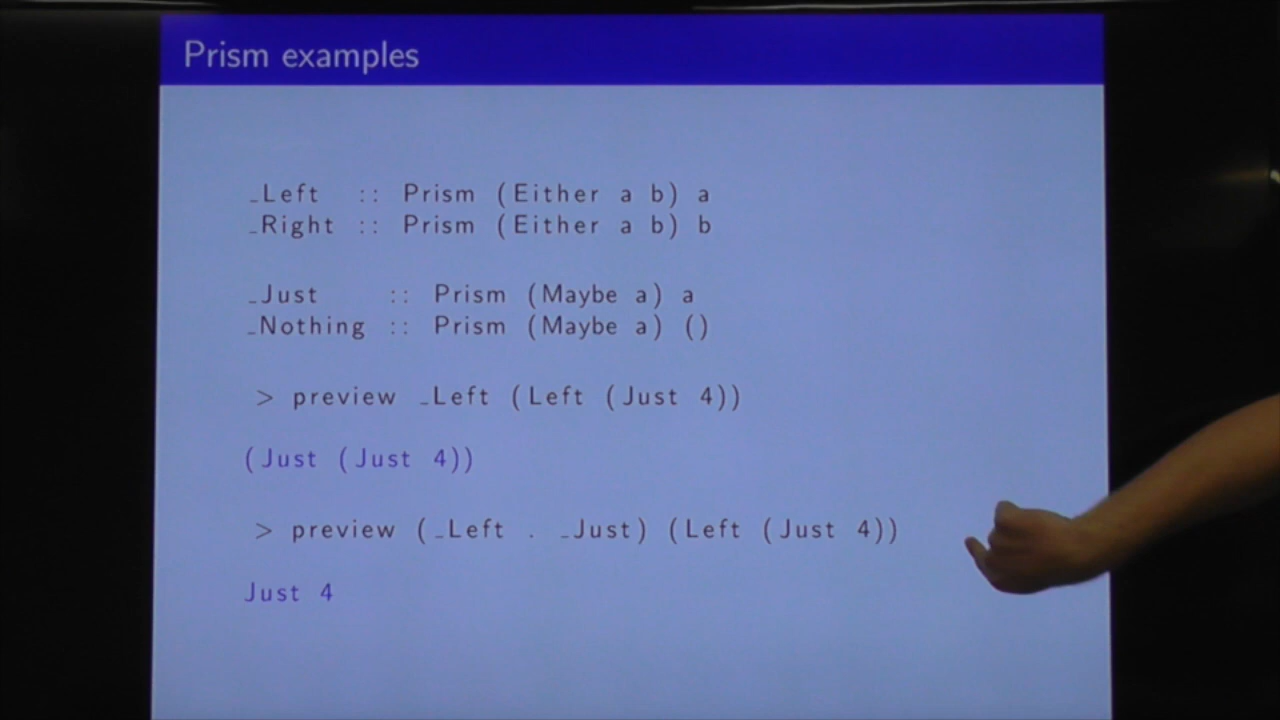 Prism examples
_Left :: Prism (Either a b) a
_Right :: Prism (Either a b) b
_Just :: Prism (Maybe a) a
_Nothing :: Prism (Maybe a) ()
> preview _Left (Left (Just 4))
(Just (Just 4))
> preview (_Left . _Just) (Left (Just 4))
Just 4